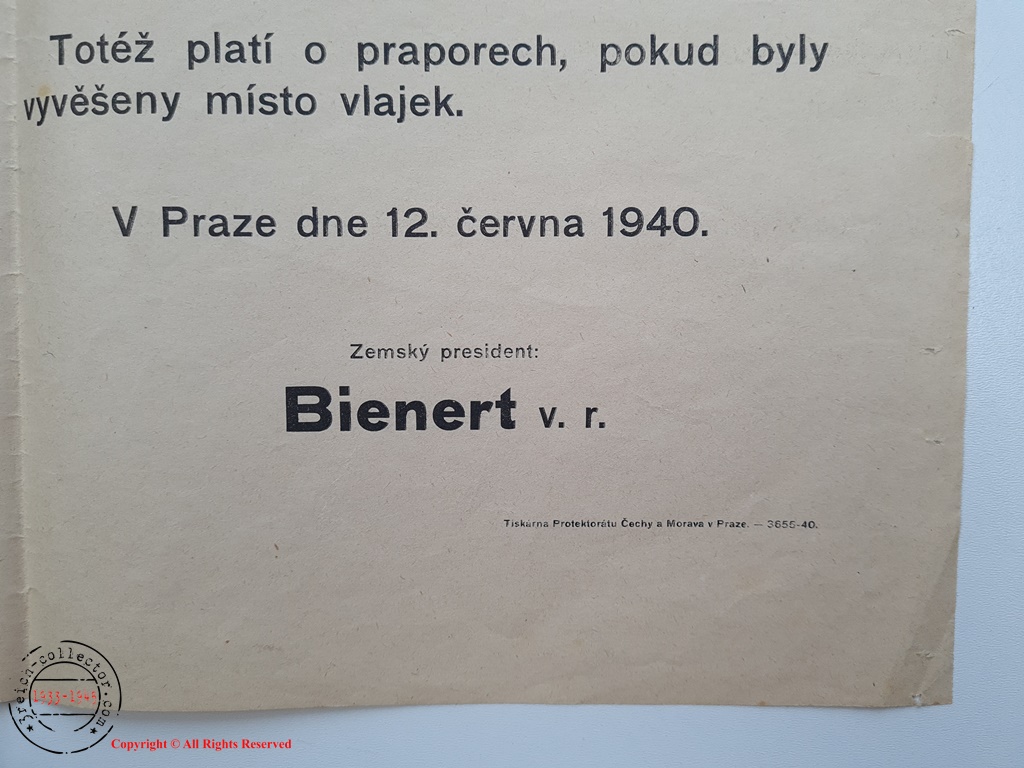 Totéž platí o praporech, pokud byly
vyvěšeny místo vlajek.
V Praze dne 12. června 1940.
Zemský president:
Bienert v. r.
Tiskárna Protektorátu Čechy a Morava v Praze. — 3655-40.
3reich-collector.com
1933-1945
Copyright © All Rights Reserved